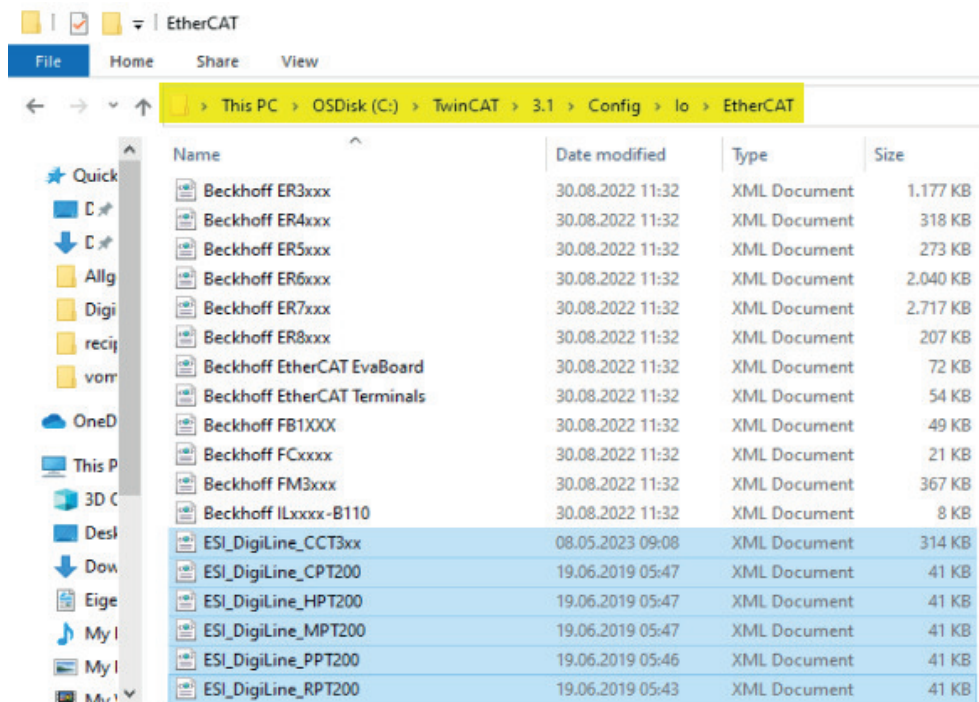 EtherCAT
File Home Share View
This PC > OSDisk (C:) > TwinCAT > 3.1 > Config > Io > EtherCAT
Name Date modified Type Size
Quick
Allg
Digi
recip
vorr
OneD
This P
3D C
Desk
Dow
Eige
My I
My I
My \
Beckhoff ER3xxx 30.08.2022 11:32 XML Document 1.177 KB
Beckhoff ER4xxx 30.08.2022 11:32 XML Document 318 KB
Beckhoff ER5xxx 30.08.2022 11:32 XML Document 273 KB
Beckhoff ER6xxx 30.08.2022 11:32 XML Document 2.040 KB
Beckhoff ER7xxx 30.08.2022 11:32 XML Document 2.717 KB
Beckhoff ER8xxx 30.08.2022 11:32 XML Document 207 KB
Beckhoff EtherCAT EvaBoard 30.08.2022 11:32 XML Document 72 KB
Beckhoff EtherCAT Terminals 30.08.2022 11:32 XML Document 54 KB
Beckhoff FB1XXX 30.08.2022 11:32 XML Document 49 KB
Beckhoff FCxxxx 30.08.2022 11:32 XML Document 21 KB
Beckhoff FM3xxx 30.08.2022 11:32 XML Document 367 KB
Beckhoff ILxxxx-B110 30.08.2022 11:32 XML Document 8 KB
ESI_DigiLine_CCT3xx 08.05.2023 09:08 XML Document 314 KB
ESI_DigiLine_CPT200 19.06.2019 05:47 XML Document 41 KB
ESI_DigiLine_HPT200 19.06.2019 05:47 XML Document 41 KB
ESI_DigiLine_MPT200 19.06.2019 05:47 XML Document 41 KB
ESI_DigiLine_PPT200 19.06.2019 05:46 XML Document 41 KB
ESI_DigiLine_RPT200 19.06.2019 05:43 XML Document 41 KB